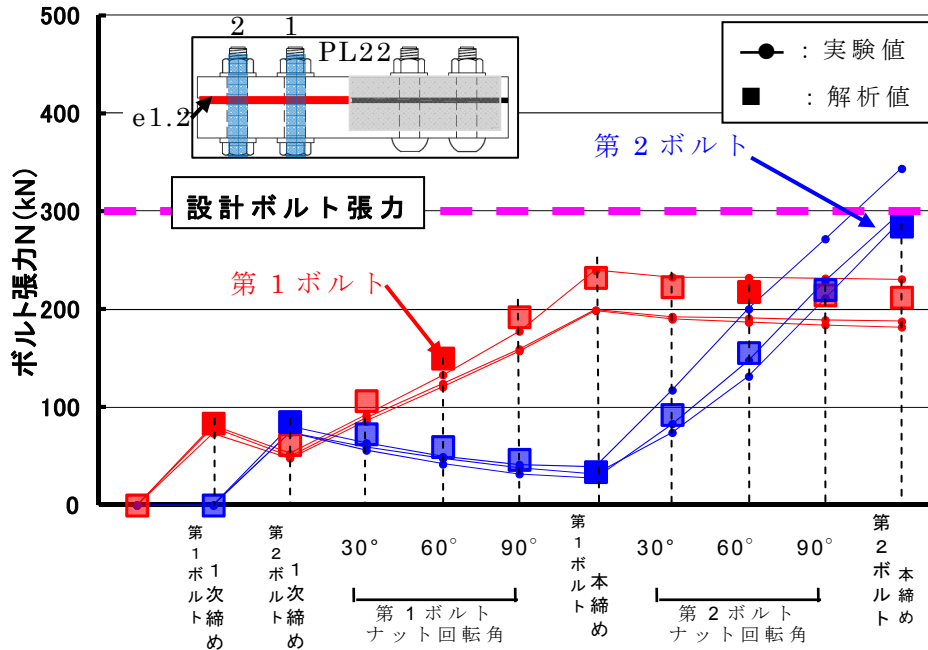 500
400
300
200
100
0
ボルト張力N(kN)
2 1
PL22
e1.2
: 実験値
: 解析値
第2ボルト
設計ボルト張力
第1ボルト
第1ボルト
1次締め
第2ボルト
1次締め
30° 60° 90°
第1ボルト
ナット回転角
第1ボルト
本締め
30° 60° 90°
第2ボルト
ナット回転角
第2ボルト
本締め